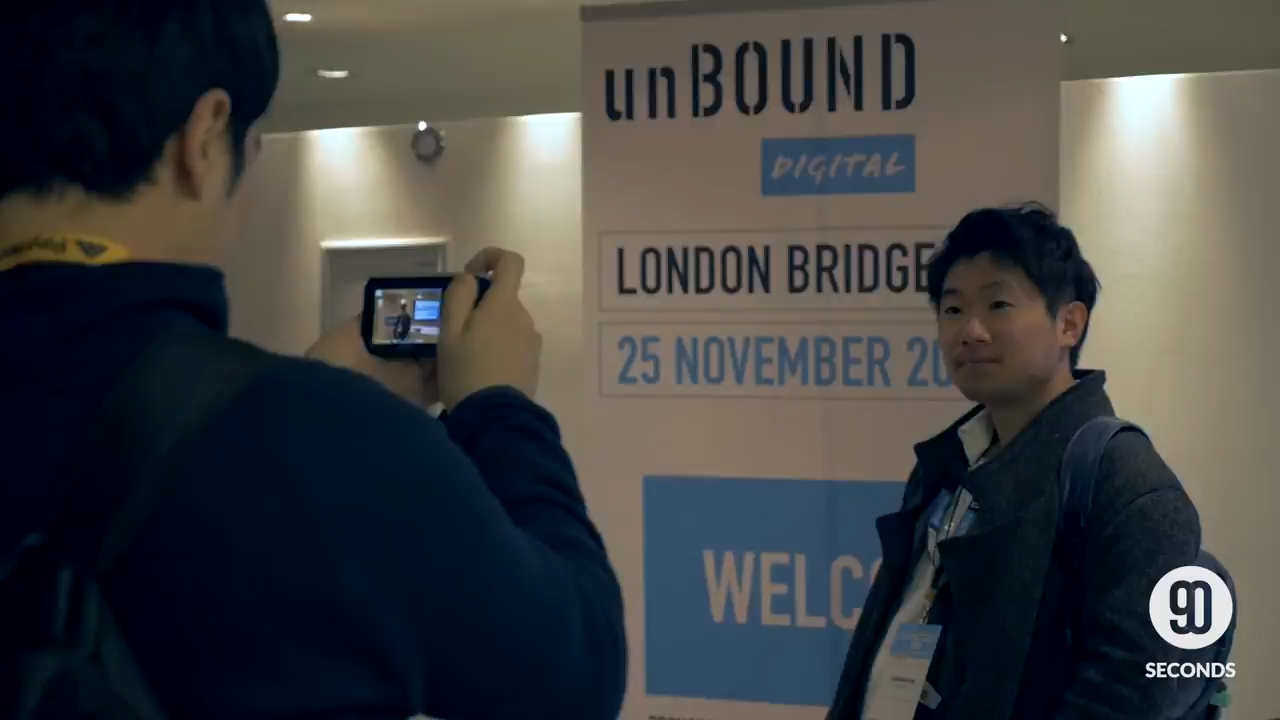 unBOUND
DIGITAL
LONDON BRIDGE
25 NOVEMBER 20
WELC
90
SECONDS